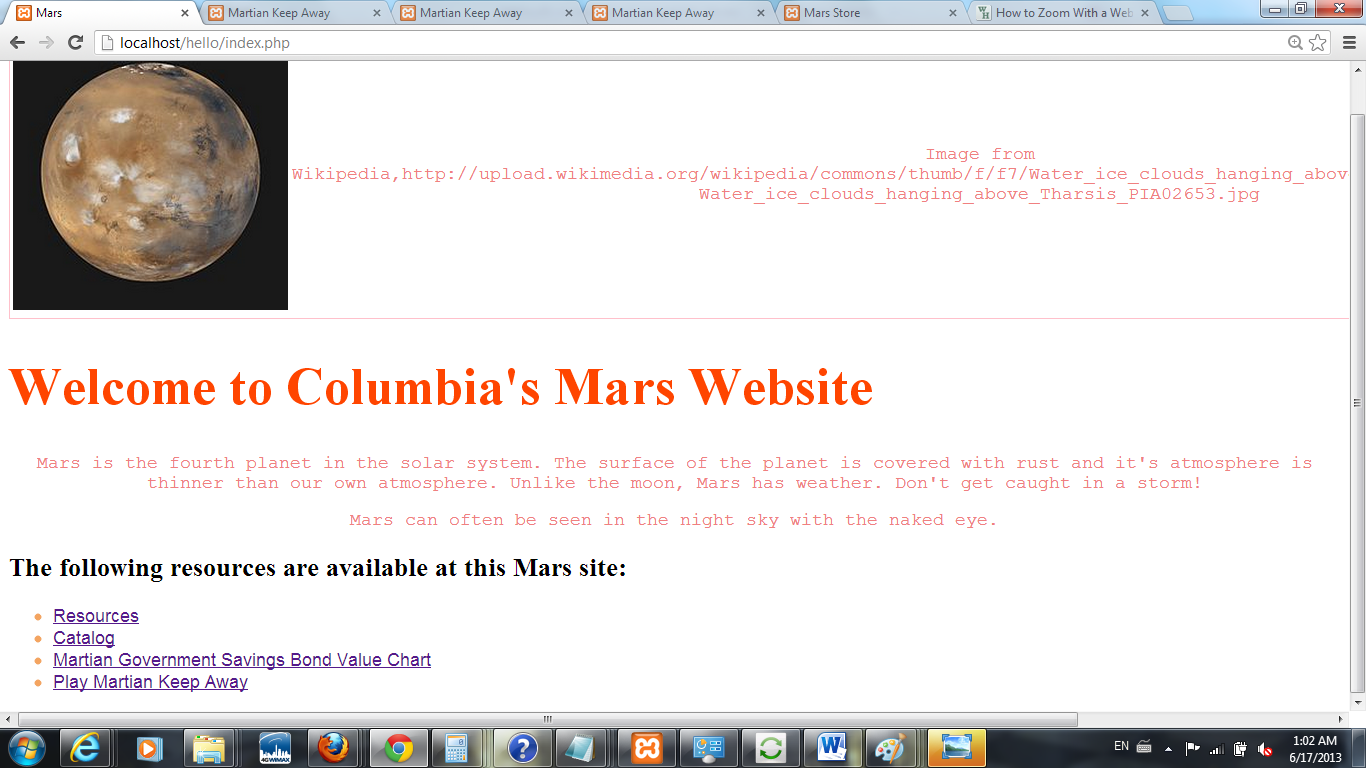 Mars
Martian Keep Away
Martian Keep Away
Martian Keep Away
Mars Store
How to Zoom With a Web
localhost/hello/index.php
Image from
Wikipedia,http://upload.wikimedia.org/wikipedia/commons/thumb/f/f7/Water_ice_clouds_hanging_abov
Water_ice_clouds_hanging_above_Tharsis_PIA02653.jpg
Welcome to Columbia's Mars Website
Mars is the fourth planet in the solar system. The surface of the planet is covered with rust and it's atmosphere is
thinner than our own atmosphere. Unlike the moon, Mars has weather. Don't get caught in a storm!
Mars can often be seen in the night sky with the naked eye.
The following resources are available at this Mars site:
Resources
Catalog
Martian Government Savings Bond Value Chart
Play Martian Keep Away
4GWIMAX
EN
1:02 AM
6/17/2013